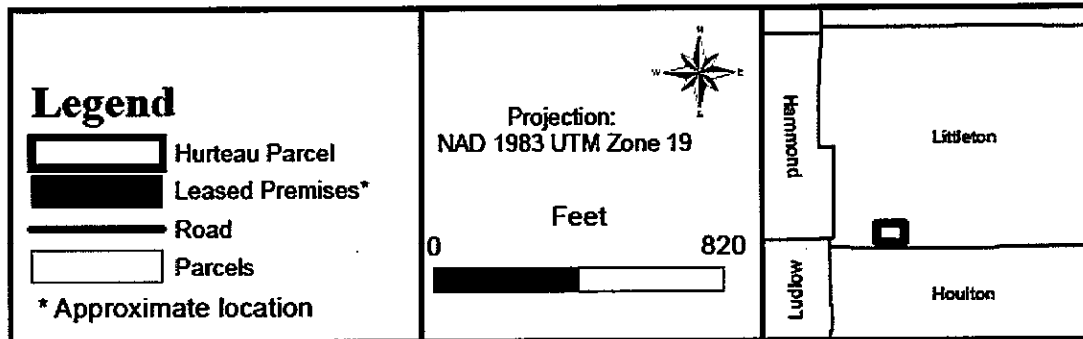 Legend
Hurteau Parcel
Leased Premises*
Road
Parcels
* Approximate location
N
W E
Projection:
NAD 1983 UTM Zone 19
Feet
0 820
Hammond
Littleton
Ludlow
Houlton